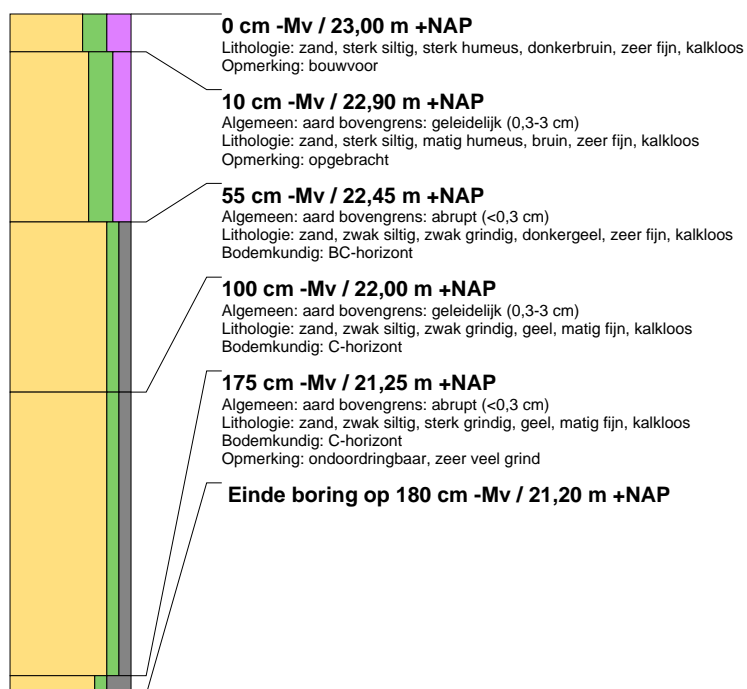 0 cm -Mv / 23,00 m +NAP
Lithologie: zand, sterk siltig, sterk humeus, donkerbruin, zeer fijn, kalkloos
Opmerking: bouwvoor
10 cm -Mv / 22,90 m +NAP
Algemeen: aard bovengrens: geleidelijk (0,3-3 cm)
Lithologie: zand, sterk siltig, matig humeus, bruin, zeer fijn, kalkloos
Opmerking: opgebracht
55 cm -Mv / 22,45 m +NAP
Algemeen: aard bovengrens: abrupt (<0,3 cm)
Lithologie: zand, zwak siltig, zwak grindig, donkergeel, zeer fijn, kalkloos
Bodemkundig: BC-horizont
100 cm -Mv / 22,00 m +NAP
Algemeen: aard bovengrens: geleidelijk (0,3-3 cm)
Lithologie: zand, zwak siltig, zwak grindig, geel, matig fijn, kalkloos
Bodemkundig: C-horizont
175 cm -Mv / 21,25 m +NAP
Algemeen: aard bovengrens: abrupt (<0,3 cm)
Lithologie: zand, zwak siltig, sterk grindig, geel, matig fijn, kalkloos
Bodemkundig: C-horizont
Opmerking: ondoordringbaar, zeer veel grind
Einde boring op 180 cm -Mv / 21,20 m +NAP